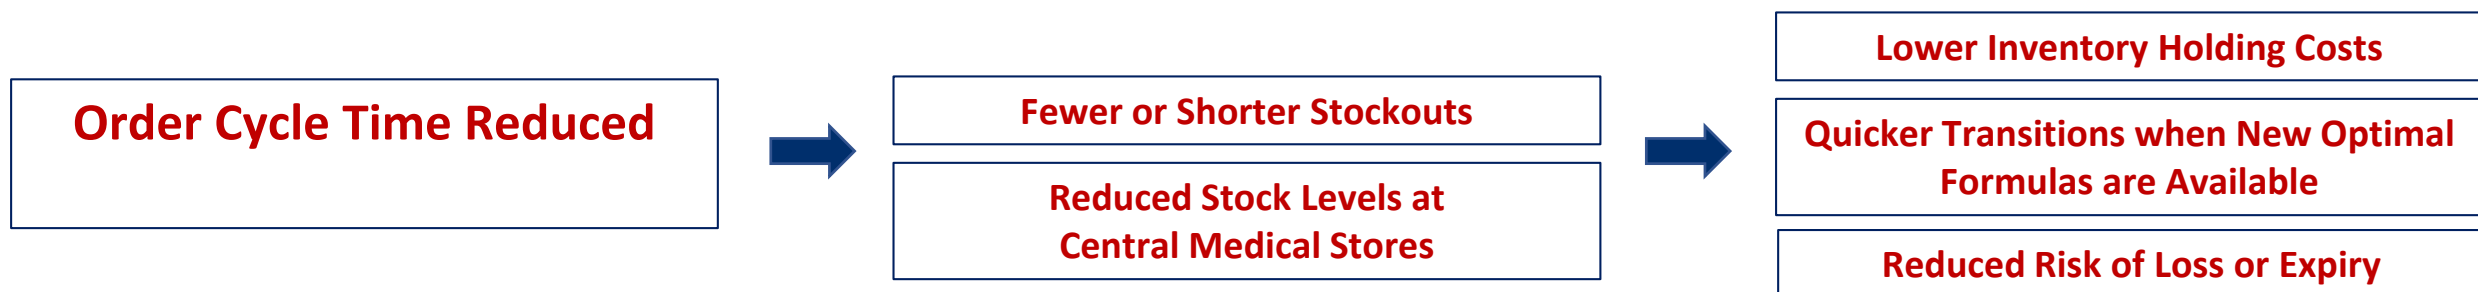 Order Cycle Time Reduced
Fewer or Shorter Stockouts
Reduced Stock Levels at
Central Medical Stores
Lower Inventory Holding Costs
Quicker Transitions when New Optimal
Formulas are Available
Reduced Risk of Loss or Expiry